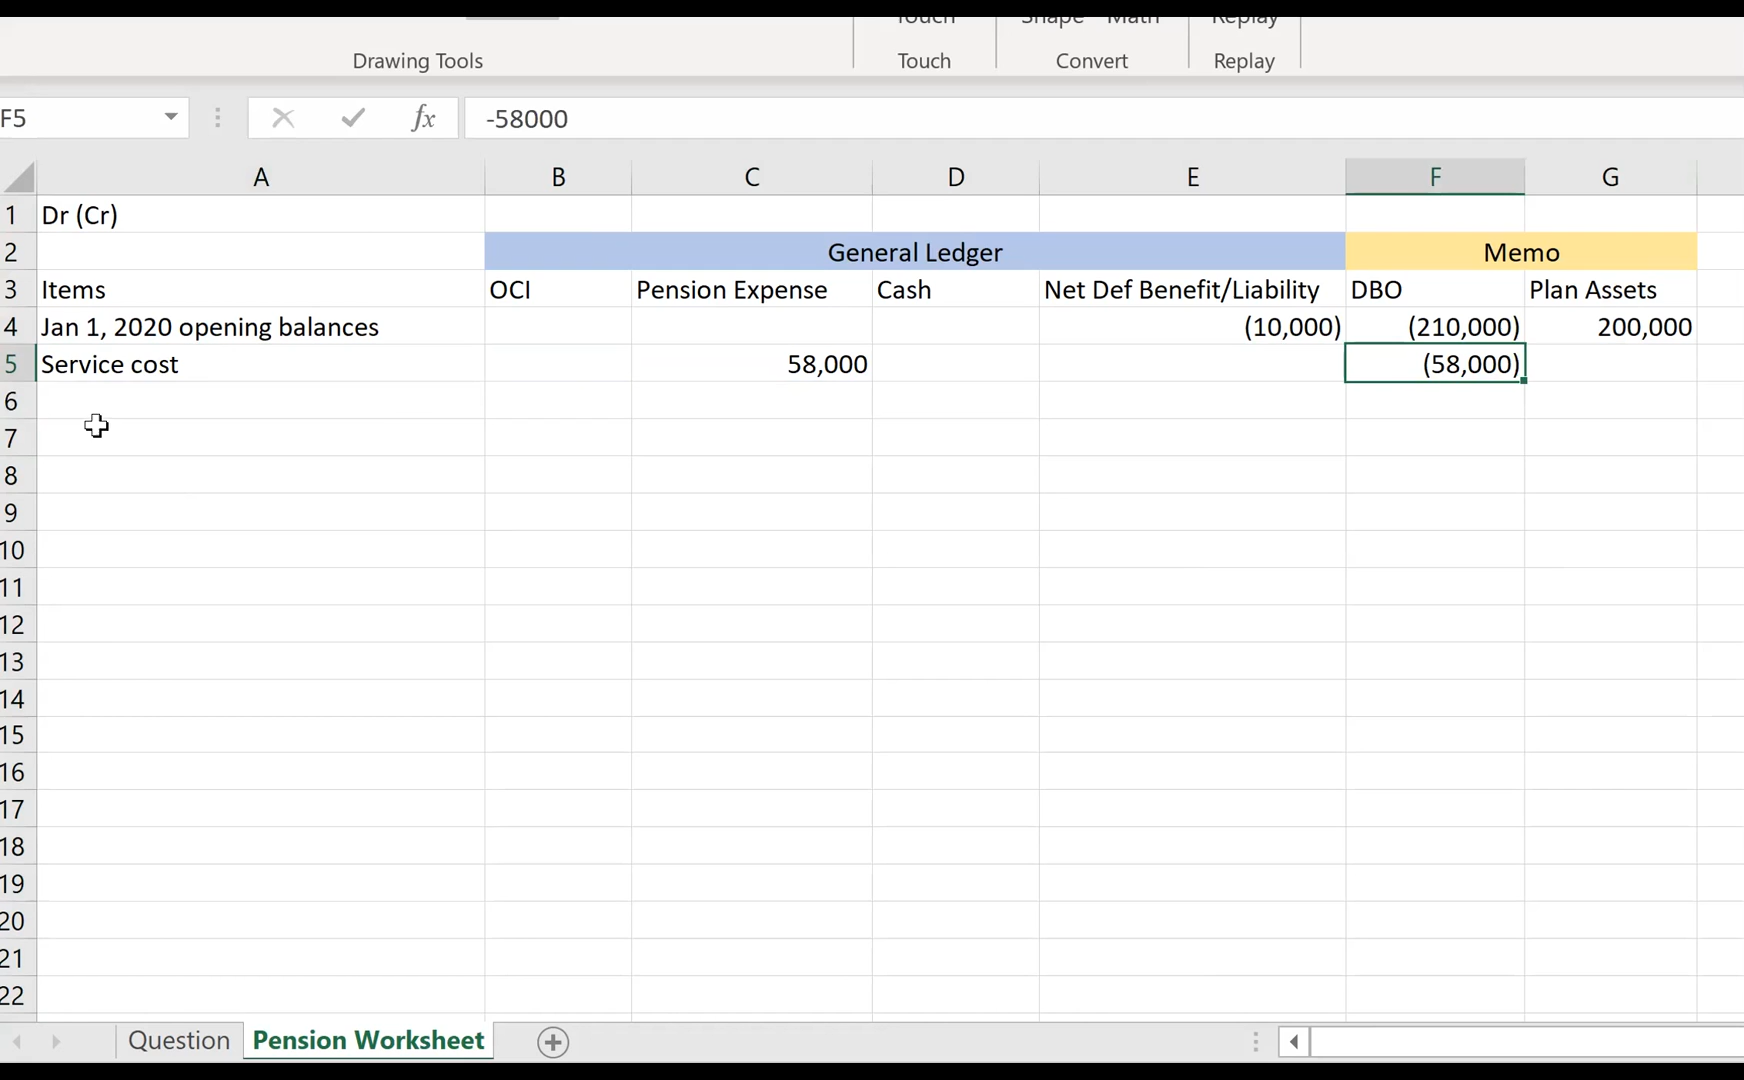 Touch Shape Math Replay
Drawing Tools Touch Convert Replay
F5 fx -58000
A B C D E F G
1 Dr (Cr)
2 General Ledger Memo
3 Items OCI Pension Expense Cash Net Def Benefit/Liability DBO Plan Assets
4 Jan 1, 2020 opening balances (10,000) (210,000) 200,000
5 Service cost 58,000 (58,000)
6
7
8
9
10
11
12
13
14
15
16
17
18
19
20
21
22
Question Pension Worksheet